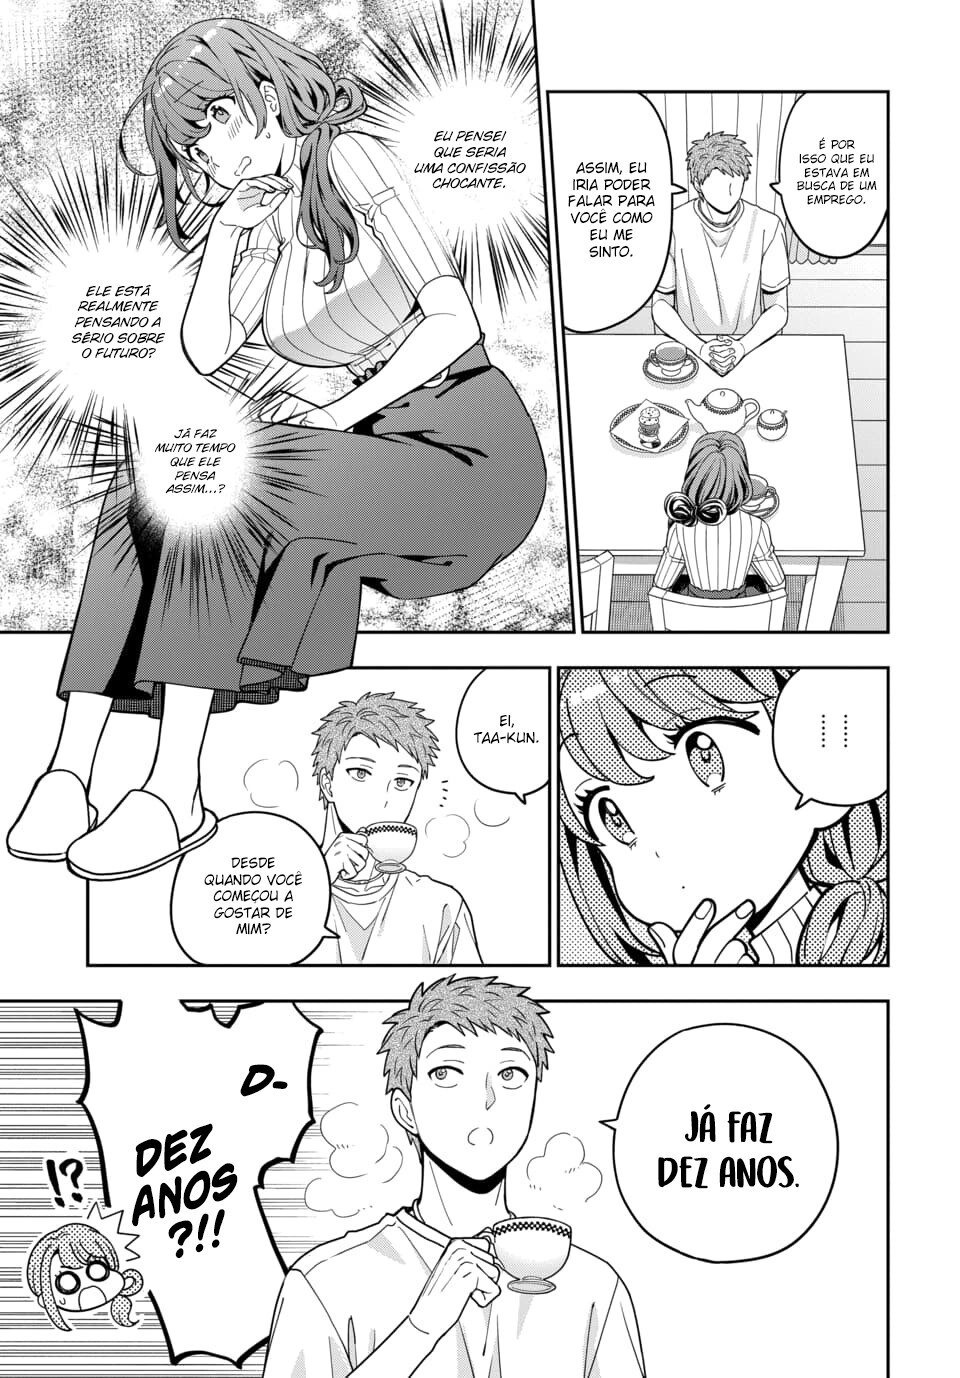 É POR
ISSO QUE EU
ESTAVA EM
BUSCA DE UM
EMPREGO.
ASSIM, EU
IRIA PODER
FALAR PARA
VOCÊ COMO
EU ME
SINTO.
EU PENSEI
QUE SERIA
UMA CONFISSÃO
CHOCANTE.
ELE ESTÁ
REALMENTE
PENSANDO A
SÉRIO SOBRE
O FUTURO?
JÁ FAZ
MUITO TEMPO
QUE ELE
PENSA
ASSIM...?
......
EI,
TAA-KUN.
DESDE
QUANDO VOCÊ
COMEÇOU A
GOSTAR DE
MIM?
JÁ FAZ
DEZ ANOS.
D-
DEZ
ANOS
?!!
!?